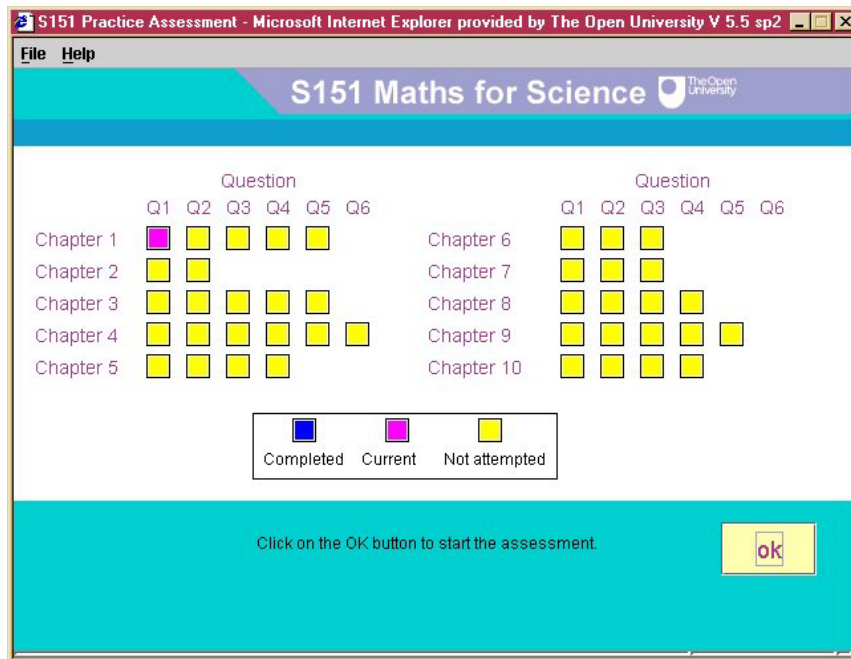 S151 Practice Assessment - Microsoft Internet Explorer provided by The Open University V 5.5 sp2
File Help
S151 Maths for Science
The Open
University
Question
Q1 Q2 Q3 Q4 Q5 Q6
Chapter 1
Chapter 2
Chapter 3
Chapter 4
Chapter 5
Question
Q1 Q2 Q3 Q4 Q5 Q6
Chapter 6
Chapter 7
Chapter 8
Chapter 9
Chapter 10
Completed Current Not attempted
Click on the OK button to start the assessment.
ok